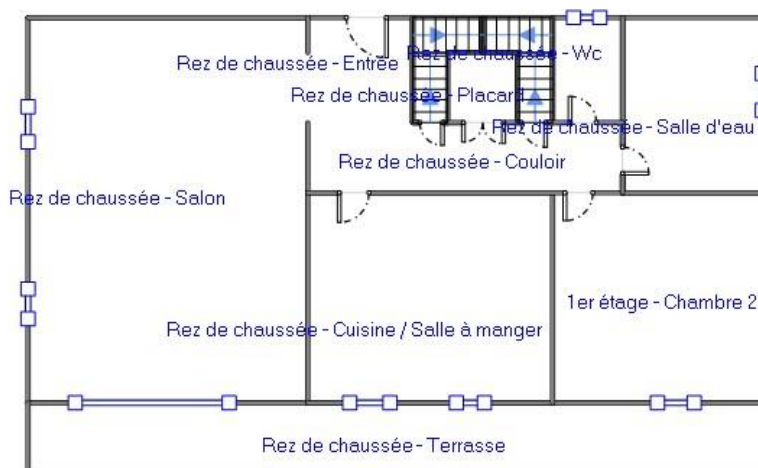 Rez de chaussée - Wc
Rez de chaussée - Entrée
Rez de chaussée - Placard
Rez de chaussée - Salle d'eau
Rez de chaussée - Couloir
Rez de chaussée - Salon
1er étage - Chambre 2
Rez de chaussée - Cuisine / Salle à manger
Rez de chaussée - Terrasse